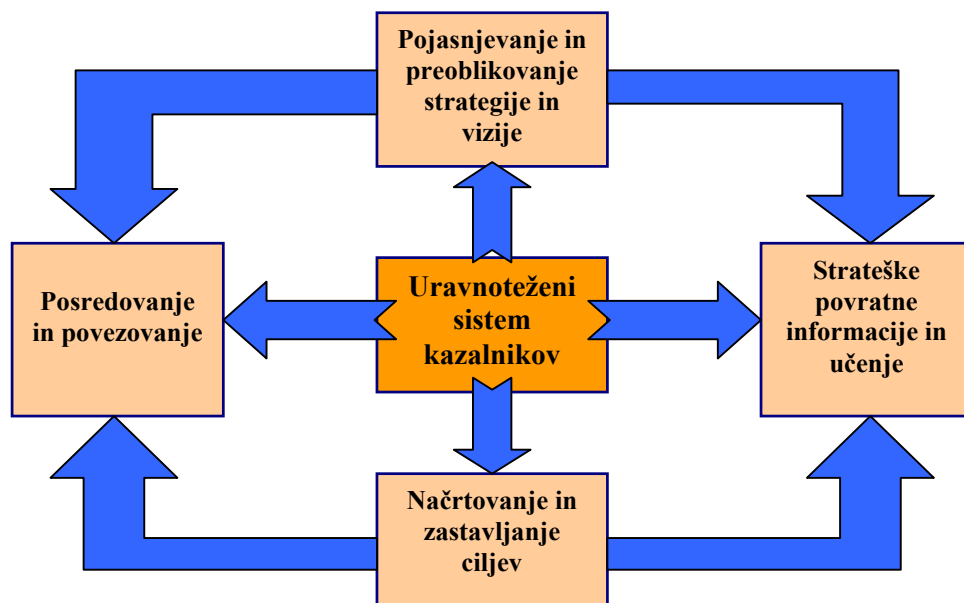 Pojasnjevanje in
preoblikovanje
strategije in
vizije
Posredovanje
in povezovanje
Uravnoteženi
sistem
kazalnikov
Strateške
povratne
informacije in
učenje
Načrtovanje in
zastavljanje
ciljev